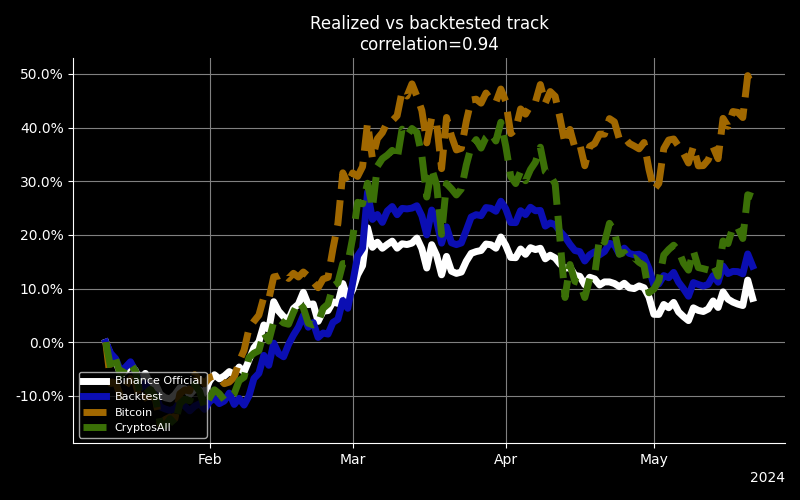 Realized vs backtested track
correlation=0.94
50.0%
40.0%
30.0%
20.0%
10.0%
0.0%
-10.0%
Binance Official
Backtest
Bitcoin
CryptosAll
Feb
Mar
Apr
May
2024